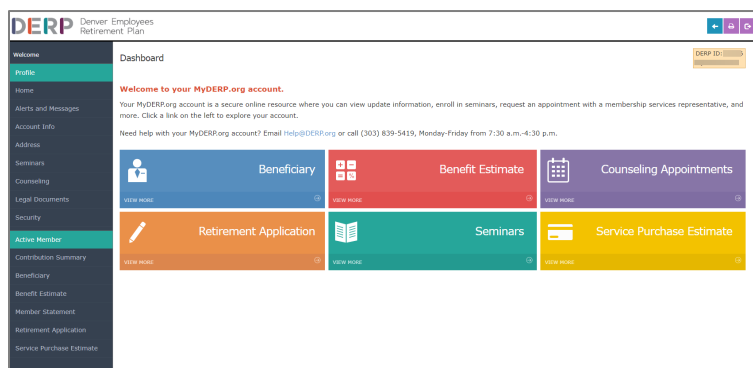 DERP Denver Employees
Retirement Plan
Welcome
Profile
Home
Alerts and Messages
Account Info
Address
Seminars
Counseling
Legal Documents
Security
Active Member
Contribution Summary
Beneficiary
Benefit Estimate
Member Statement
Retirement Application
Service Purchase Estimate
Dashboard
DERP ID:
Welcome to your MyDERP.org account.
Your MyDERP.org account is a secure online resource where you can view update information, enroll in seminars, request an appointment with a membership services representative, and
more. Click a link on the left to explore your account.
Need help with your MyDERP.org account? Email Help@DERP.org or call (303) 839-5419, Monday-Friday from 7:30 a.m.-4:30 p.m.
Beneficiary
VIEW MORE
Benefit Estimate
VIEW MORE
Counseling Appointments
VIEW MORE
Retirement Application
VIEW MORE
Seminars
VIEW MORE
Service Purchase Estimate
VIEW MORE